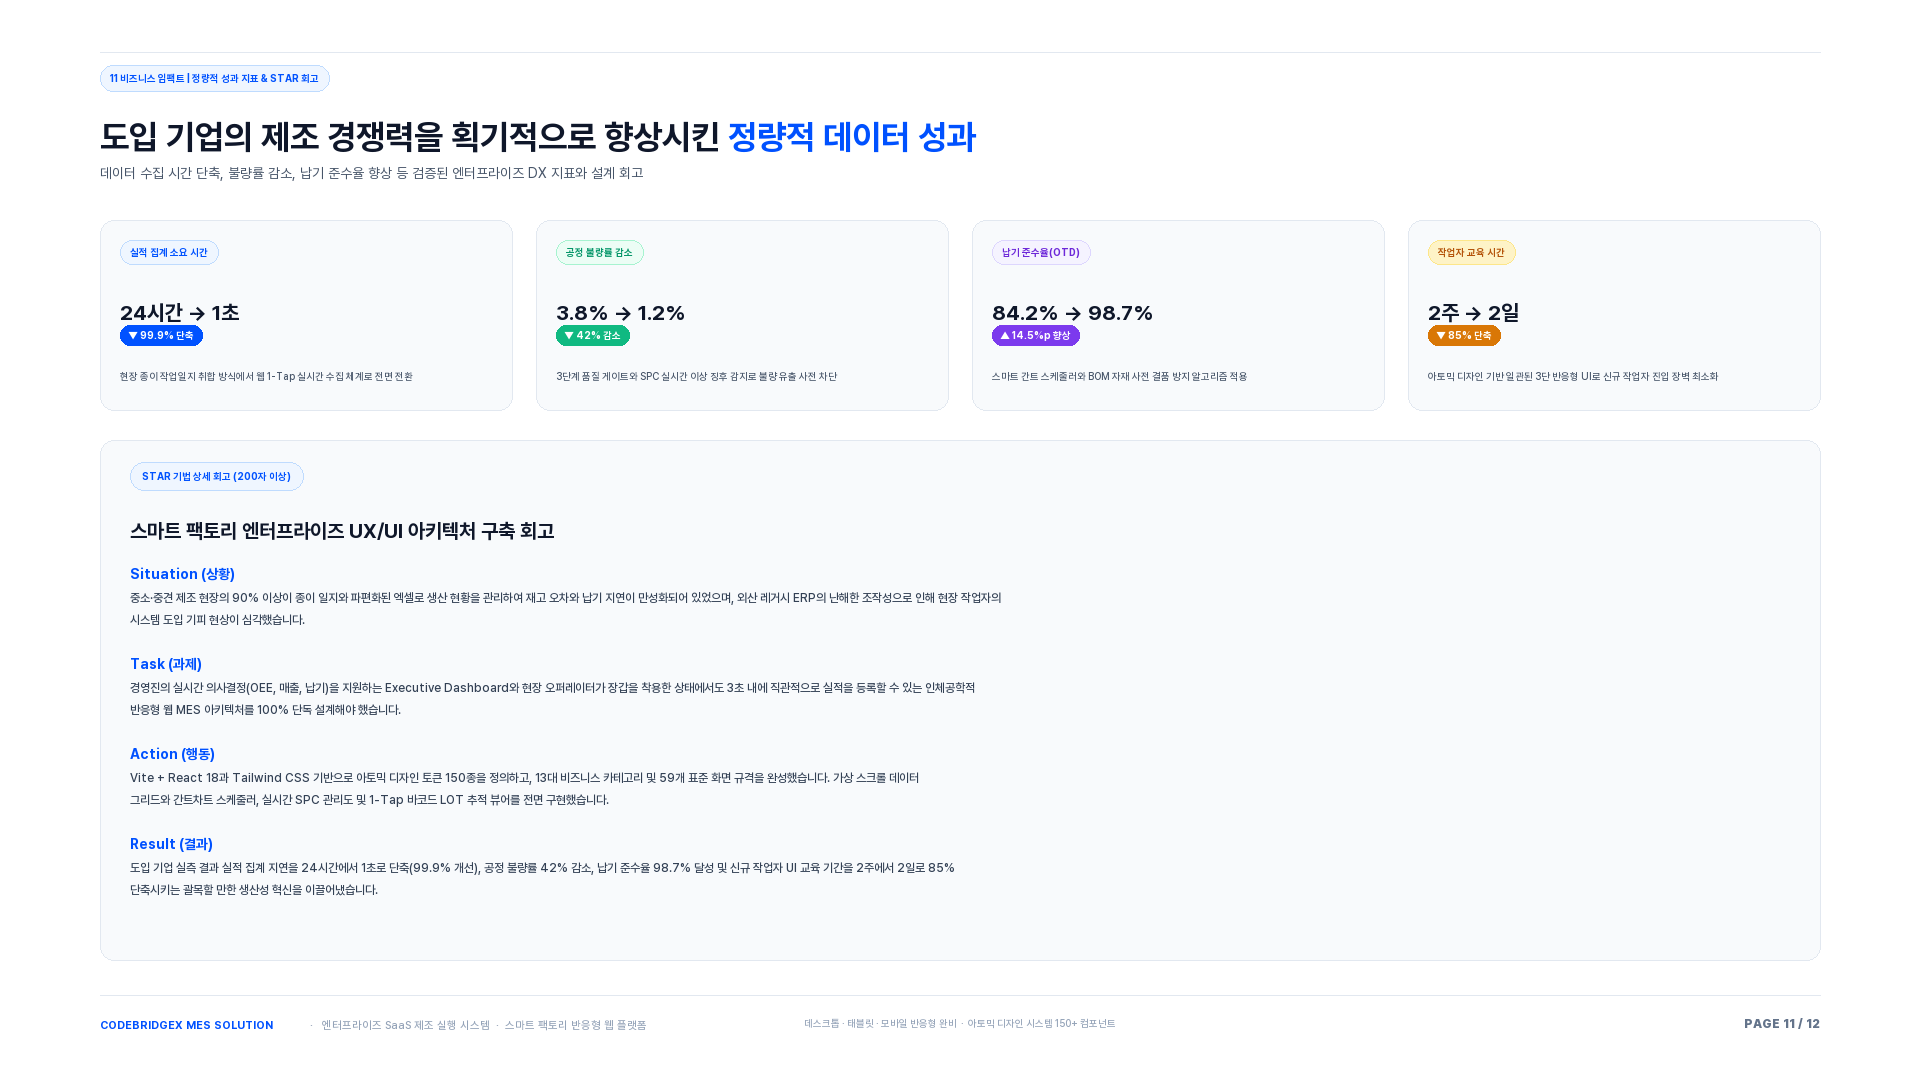 11 비즈니스 임팩트 | 정량적 성과 지표 & STAR 회고
도입 기업의 제조 경쟁력을 획기적으로 향상시킨 정량적 데이터 성과
데이터 수집 시간 단축, 불량률 감소, 납기 준수율 향상 등 검증된 엔터프라이즈 DX 지표와 설계 회고
실적 집계 소요 시간
24시간 → 1초
▼ 99.9% 단축
현장 종이 작업일지 취합 방식에서 웹 1-Tap 실시간 수집 체계로 전면 전환
공정 불량률 감소
3.8% → 1.2%
▼ 42% 감소
3단계 품질 게이트와 SPC 실시간 이상 징후 감지로 불량 유출 사전 차단
납기 준수율(OTD)
84.2% → 98.7%
▲ 14.5%p 향상
스마트 간트 스케줄러와 BOM 자재 사전 결품 방지 알고리즘 적용
작업자 교육 시간
2주 → 2일
▼ 85% 단축
아토믹 디자인 기반 일관된 3단 반응형 UI로 신규 작업자 진입 장벽 최소화
STAR 기법 상세 회고 (200자 이상)
스마트 팩토리 엔터프라이즈 UX/UI 아키텍처 구축 회고
Situation (상황)
중소·중견 제조 현장의 90% 이상이 종이 일지와 파편화된 엑셀로 생산 현황을 관리하여 재고 오차와 납기 지연이 만성화되어 있었으며, 외산 레거시 ERP의 난해한 조작성으로 인해 현장 작업자의
시스템 도입 기피 현상이 심각했습니다.
Task (과제)
경영진의 실시간 의사결정(OEE, 매출, 납기)을 지원하는 Executive Dashboard와 현장 오퍼레이터가 장갑을 착용한 상태에서도 3초 내에 직관적으로 실적을 등록할 수 있는 인체공학적
반응형 웹 MES 아키텍처를 100% 단독 설계해야 했습니다.
Action (행동)
Vite + React 18과 Tailwind CSS 기반으로 아토믹 디자인 토큰 150종을 정의하고, 13대 비즈니스 카테고리 및 59개 표준 화면 규격을 완성했습니다. 가상 스크롤 데이터
그리드와 간트차트 스케줄러, 실시간 SPC 관리도 및 1-Tap 바코드 LOT 추적 뷰어를 전면 구현했습니다.
Result (결과)
도입 기업 실측 결과 실적 집계 지연을 24시간에서 1초로 단축(99.9% 개선), 공정 불량률 42% 감소, 납기 준수율 98.7% 달성 및 신규 작업자 UI 교육 기간을 2주에서 2일로 85%
단축시키는 괄목할 만한 생산성 혁신을 이끌어냈습니다.
CODEBRIDGEX MES SOLUTION · 엔터프라이즈 SaaS 제조 실행 시스템 · 스마트 팩토리 반응형 웹 플랫폼
데스크톱 · 태블릿 · 모바일 반응형 완비 · 아토믹 디자인 시스템 150+ 컴포넌트
PAGE 11 / 12